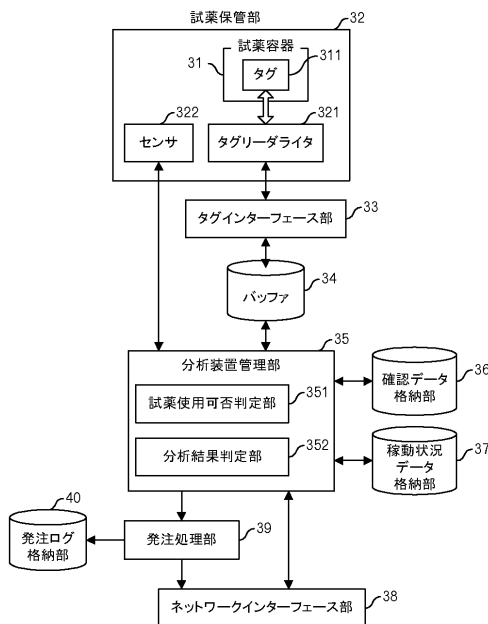 試薬保管部
32
試薬容器
31
311
タグ
322
321
センサ
タグリーダライタ
タグインターフェース部
33
34
バッファ
35
分析装置管理部
36
確認データ
格納部
試薬使用可否判定部
351
分析結果判定部
352
37
稼動状況
データ
格納部
40
発注ログ
格納部
発注処理部
39
ネットワークインターフェース部
38